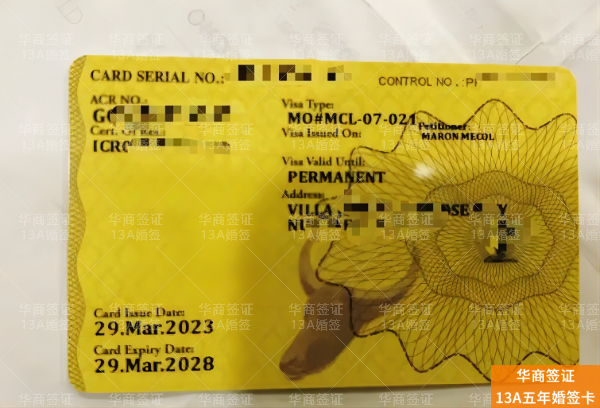 CARD SERIAL NO.:
CONTROL NO.:P
ACR NO.:
G
Visa Type:
MO#MCL-07-021
Visa Issued On:
Petitioner:
MARON MECOL
ICRC
Visa Valid Until:
PERMANENT
Address:
VILLA
NU
Card Issue Date:
29.Mar.2023
Card Expiry Date:
29.Mar.2028
华商签证
13A婚签
华商签证
13A五年婚签卡